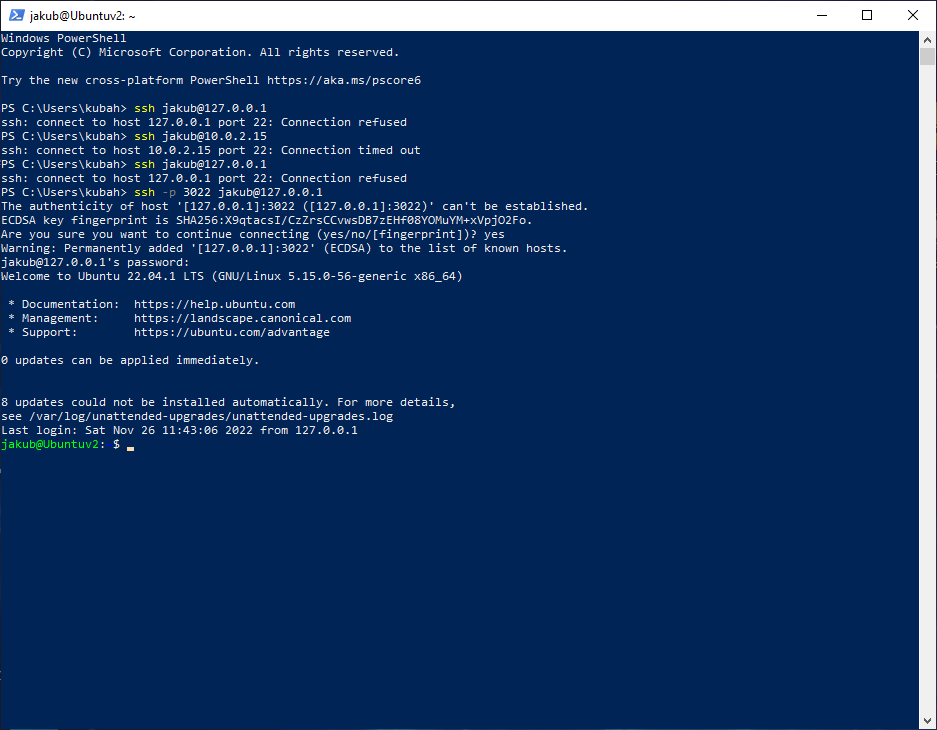 jakub@Ubuntuv2: ~
Windows PowerShell
Copyright (C) Microsoft Corporation. All rights reserved.
Try the new cross-platform PowerShell https://aka.ms/pscore6
PS C:\Users\kubah> ssh jakub@127.0.0.1
ssh: connect to host 127.0.0.1 port 22: Connection refused
PS C:\Users\kubah> ssh jakub@10.0.2.15
ssh: connect to host 10.0.2.15 port 22: Connection timed out
PS C:\Users\kubah> ssh jakub@127.0.0.1
ssh: connect to host 127.0.0.1 port 22: Connection refused
PS C:\Users\kubah> ssh -p 3022 jakub@127.0.0.1
The authenticity of host '[127.0.0.1]:3022 ([127.0.0.1]:3022)' can't be established.
ECDSA key fingerprint is SHA256:X9qtacsI/CzZrsCCvwsDB7zEHf08YOMuYM+xVpjO2Fo.
Are you sure you want to continue connecting (yes/no/[fingerprint])? yes
Warning: Permanently added '[127.0.0.1]:3022' (ECDSA) to the list of known hosts.
jakub@127.0.0.1's password:
Welcome to Ubuntu 22.04.1 LTS (GNU/Linux 5.15.0-56-generic x86_64)
* Documentation: https://help.ubuntu.com
* Management: https://landscape.canonical.com
* Support: https://ubuntu.com/advantage
0 updates can be applied immediately.
8 updates could not be installed automatically. For more details,
see /var/log/unattended-upgrades/unattended-upgrades.log
Last login: Sat Nov 26 11:43:06 2022 from 127.0.0.1
jakub@Ubuntuv2: $